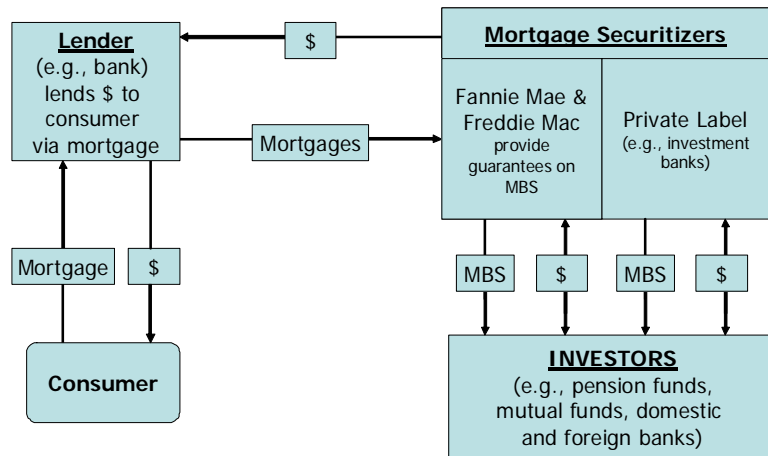 Lender
(e.g., bank)
lends $ to
consumer
via mortgage
$
Mortgage Securitizers
Fannie Mae &
Freddie Mac
provide
guarantees on
MBS
Private Label
(e.g., investment
banks)
Mortgages
Mortgage
$
MBS
$
MBS
$
Consumer
INVESTORS
(e.g., pension funds,
mutual funds, domestic
and foreign banks)